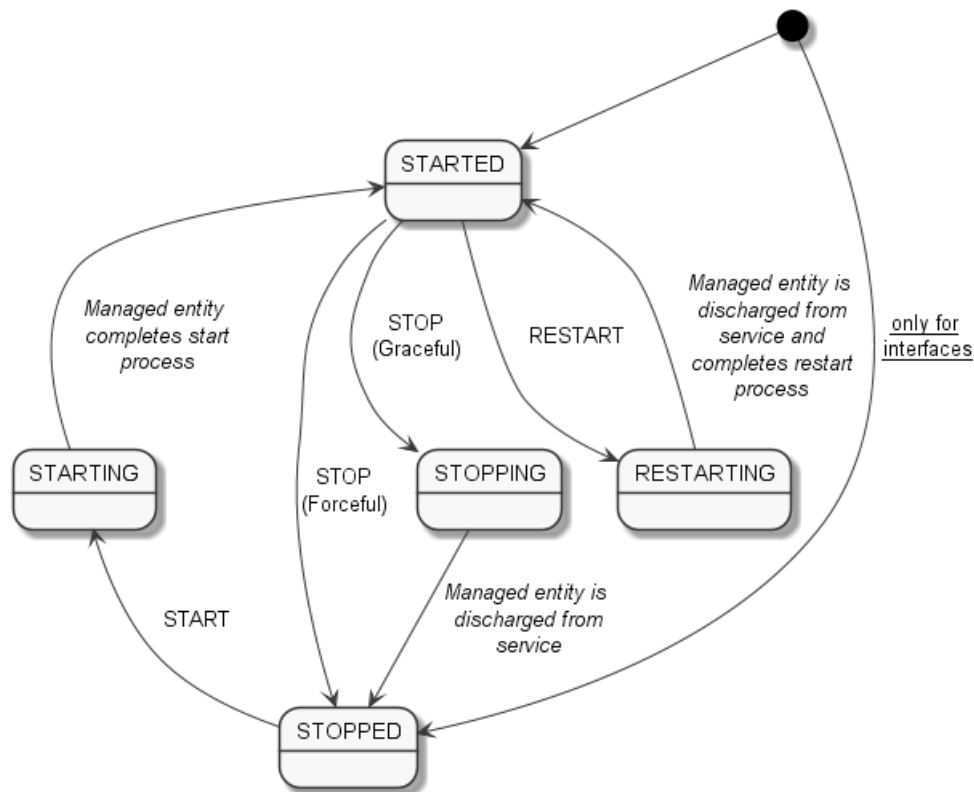 STARTED
Managed entity
completes start
process
STOP
(Graceful)
RESTART
Managed entity is
discharged from
service and
completes restart
process
only for
interfaces
STARTING
STOP
(Forceful)
STOPPING
RESTARTING
START
Managed entity is
discharged from
service
STOPPED